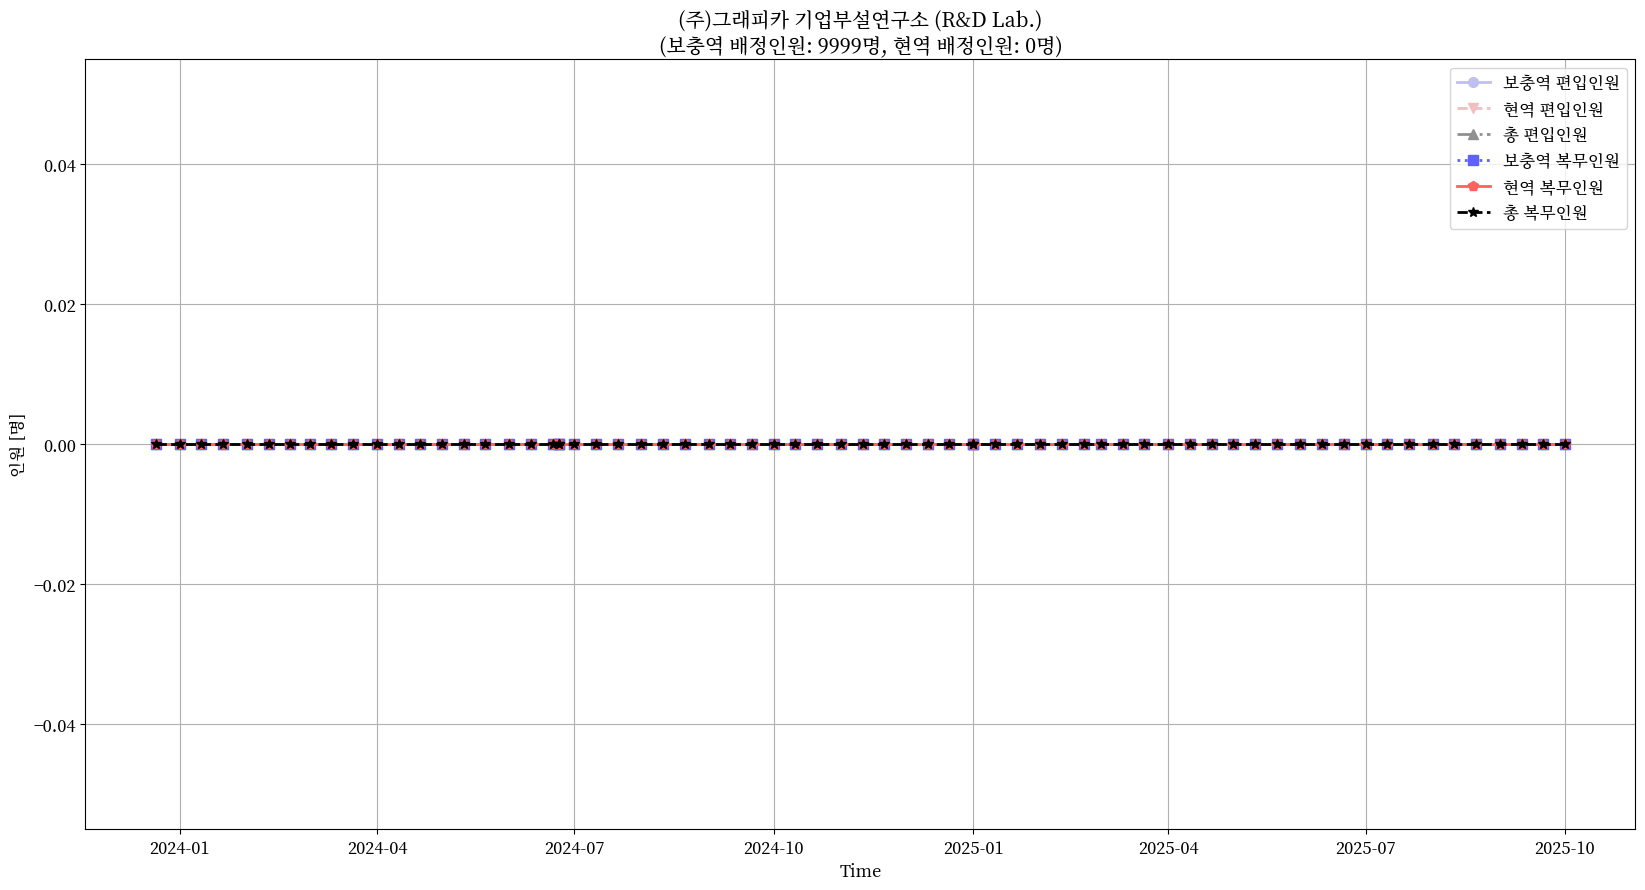 (주)그래피카 기업부설연구소 (R&D Lab.)
(보충역 배정인원: 9999명, 현역 배정인원: 0명)
보충역 편입인원
현역 편입인원
총 편입인원
보충역 복무인원
현역 복무인원
총 복무인원
인원 [명]
0.04
0.02
0.00
−0.02
−0.04
2024-01
2024-04
2024-07
2024-10
2025-01
2025-04
2025-07
2025-10
Time